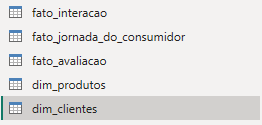 fato_interacao
fato_jornada_do_consumidor
fato_avaliacao
dim_produtos
dim_clientes